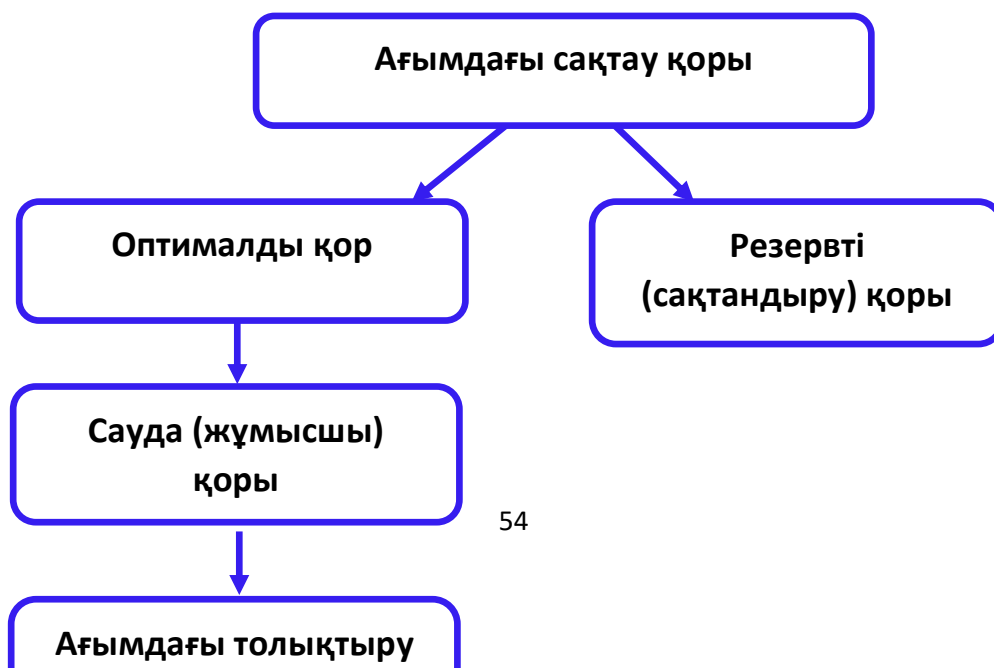 Ағымдағы сақтау қоры
Оптималды қор
Резервті
(сақтандыру) қоры
Сауда (жұмысшы)
қоры
54
Ағымдағы толықтыру